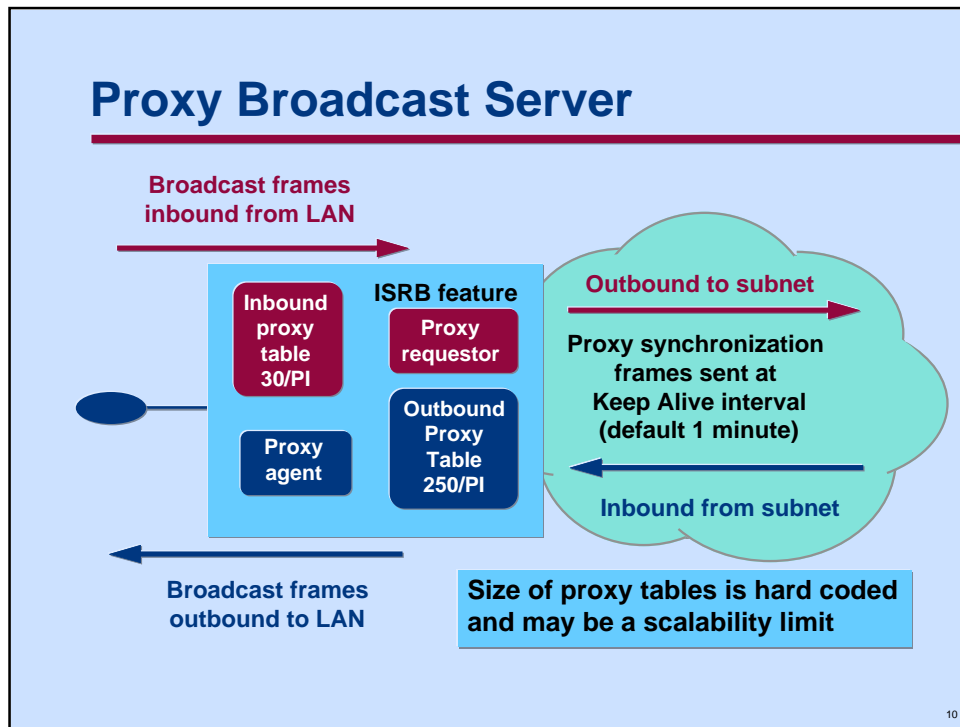 Proxy Broadcast Server
Broadcast frames
inbound from LAN
Inbound
proxy
table
30/PI
ISRB feature
Proxy
requestor
Proxy
agent
Outbound
Proxy
Table
250/PI
Outbound to subnet
Proxy synchronization
frames sent at
Keep Alive interval
(default 1 minute)
Inbound from subnet
Broadcast frames
outbound to LAN
Size of proxy tables is hard coded
and may be a scalability limit
10